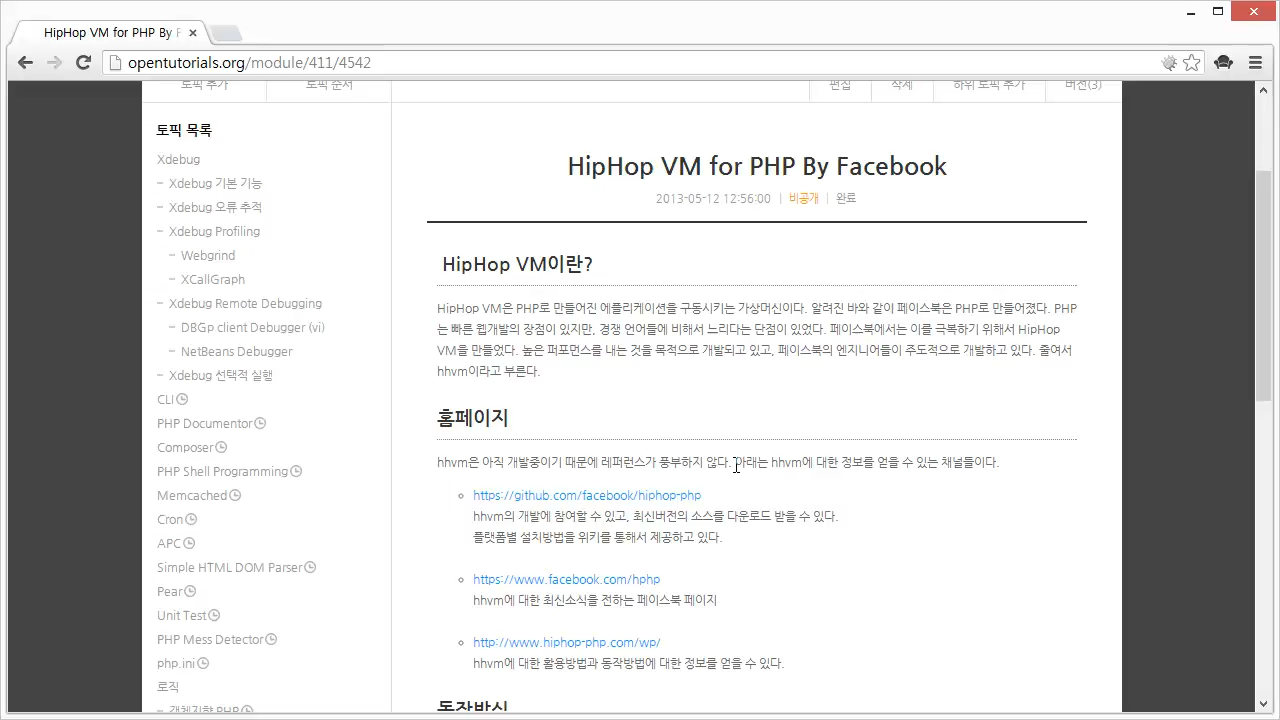 HipHop VM for PHP By F
opentutorials.org/module/411/4542
토픽 추가
토픽 순서
편집
삭제
하위 토픽 추가
버전(3)
토픽 목록
Xdebug
– Xdebug 기본 기능
– Xdebug 오류 추적
– Xdebug Profiling
– Webgrind
– XCallGraph
– Xdebug Remote Debugging
– DBGp client Debugger (vi)
– NetBeans Debugger
– Xdebug 선택적 실행
CLI
PHP Documentor
Composer
PHP Shell Programming
Memcached
Cron
APC
Simple HTML DOM Parser
Pear
Unit Test
PHP Mess Detector
php.ini
로직
– 객체지향 PHP
HipHop VM for PHP By Facebook
2013-05-12 12:56:00 | 비공개 | 완료
HipHop VM이란?
HipHop VM은 PHP로 만들어진 에플리케이션을 구동시키는 가상머신이다. 알려진 바와 같이 페이스북은 PHP로 만들어졌다. PHP
는 빠른 웹개발의 장점이 있지만, 경쟁 언어들에 비해서 느리다는 단점이 있었다. 페이스북에서는 이를 극복하기 위해서 HipHop
VM을 만들었다. 높은 퍼포먼스를 내는 것을 목적으로 개발되고 있고, 페이스북의 엔지니어들이 주도적으로 개발하고 있다. 줄여서
hhvm이라고 부른다.
홈페이지
hhvm은 아직 개발중이기 때문에 레퍼런스가 풍부하지 않다. 아래는 hhvm에 대한 정보를 얻을 수 있는 채널들이다.
https://github.com/facebook/hiphop-php
hhvm의 개발에 참여할 수 있고, 최신버전의 소스를 다운로드 받을 수 있다.
플랫폼별 설치방법을 위키를 통해서 제공하고 있다.
https://www.facebook.com/hphp
hhvm에 대한 최신소식을 전하는 페이스북 페이지
http://www.hiphop-php.com/wp/
hhvm에 대한 활용방법과 동작방법에 대한 정보를 얻을 수 있다.
동작방식